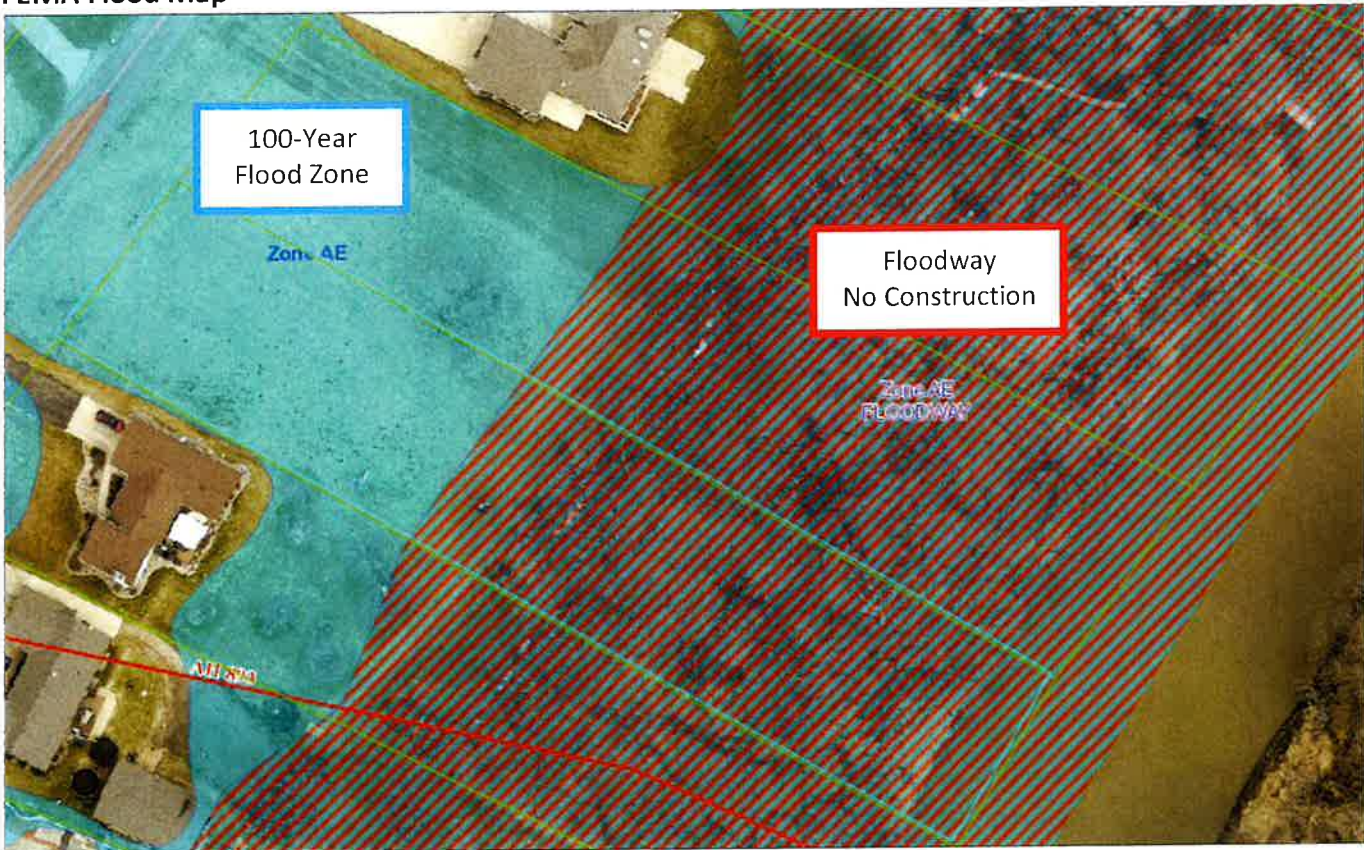 FEMA Flood Map
100-Year
Flood Zone
Zone AE
Floodway
No Construction
Zone AE
FLOODWAY